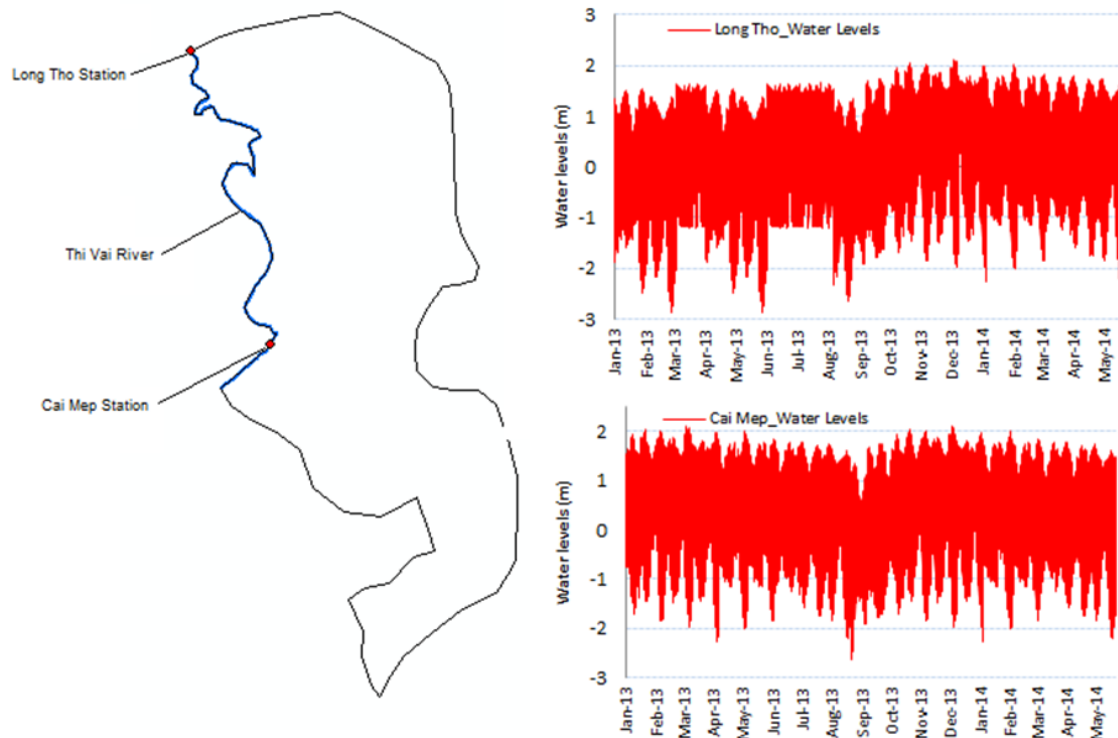 Long Tho Station
Thi Vai River
Cai Mep Station
Long Tho_Water Levels
Water levels (m)
3
2
1
0
-1
-2
-3
Jan-13
Feb-13
Mar-13
Apr-13
May-13
Jun-13
Jul-13
Aug-13
Sep-13
Oct-13
Nov-13
Dec-13
Jan-14
Feb-14
Mar-14
Apr-14
May-14
Cai Mep_Water Levels
Water levels (m)
2
1
0
-1
-2
-3
Jan-13
Feb-13
Mar-13
Apr-13
May-13
Jun-13
Jul-13
Aug-13
Sep-13
Oct-13
Nov-13
Dec-13
Jan-14
Feb-14
Mar-14
Apr-14
May-14